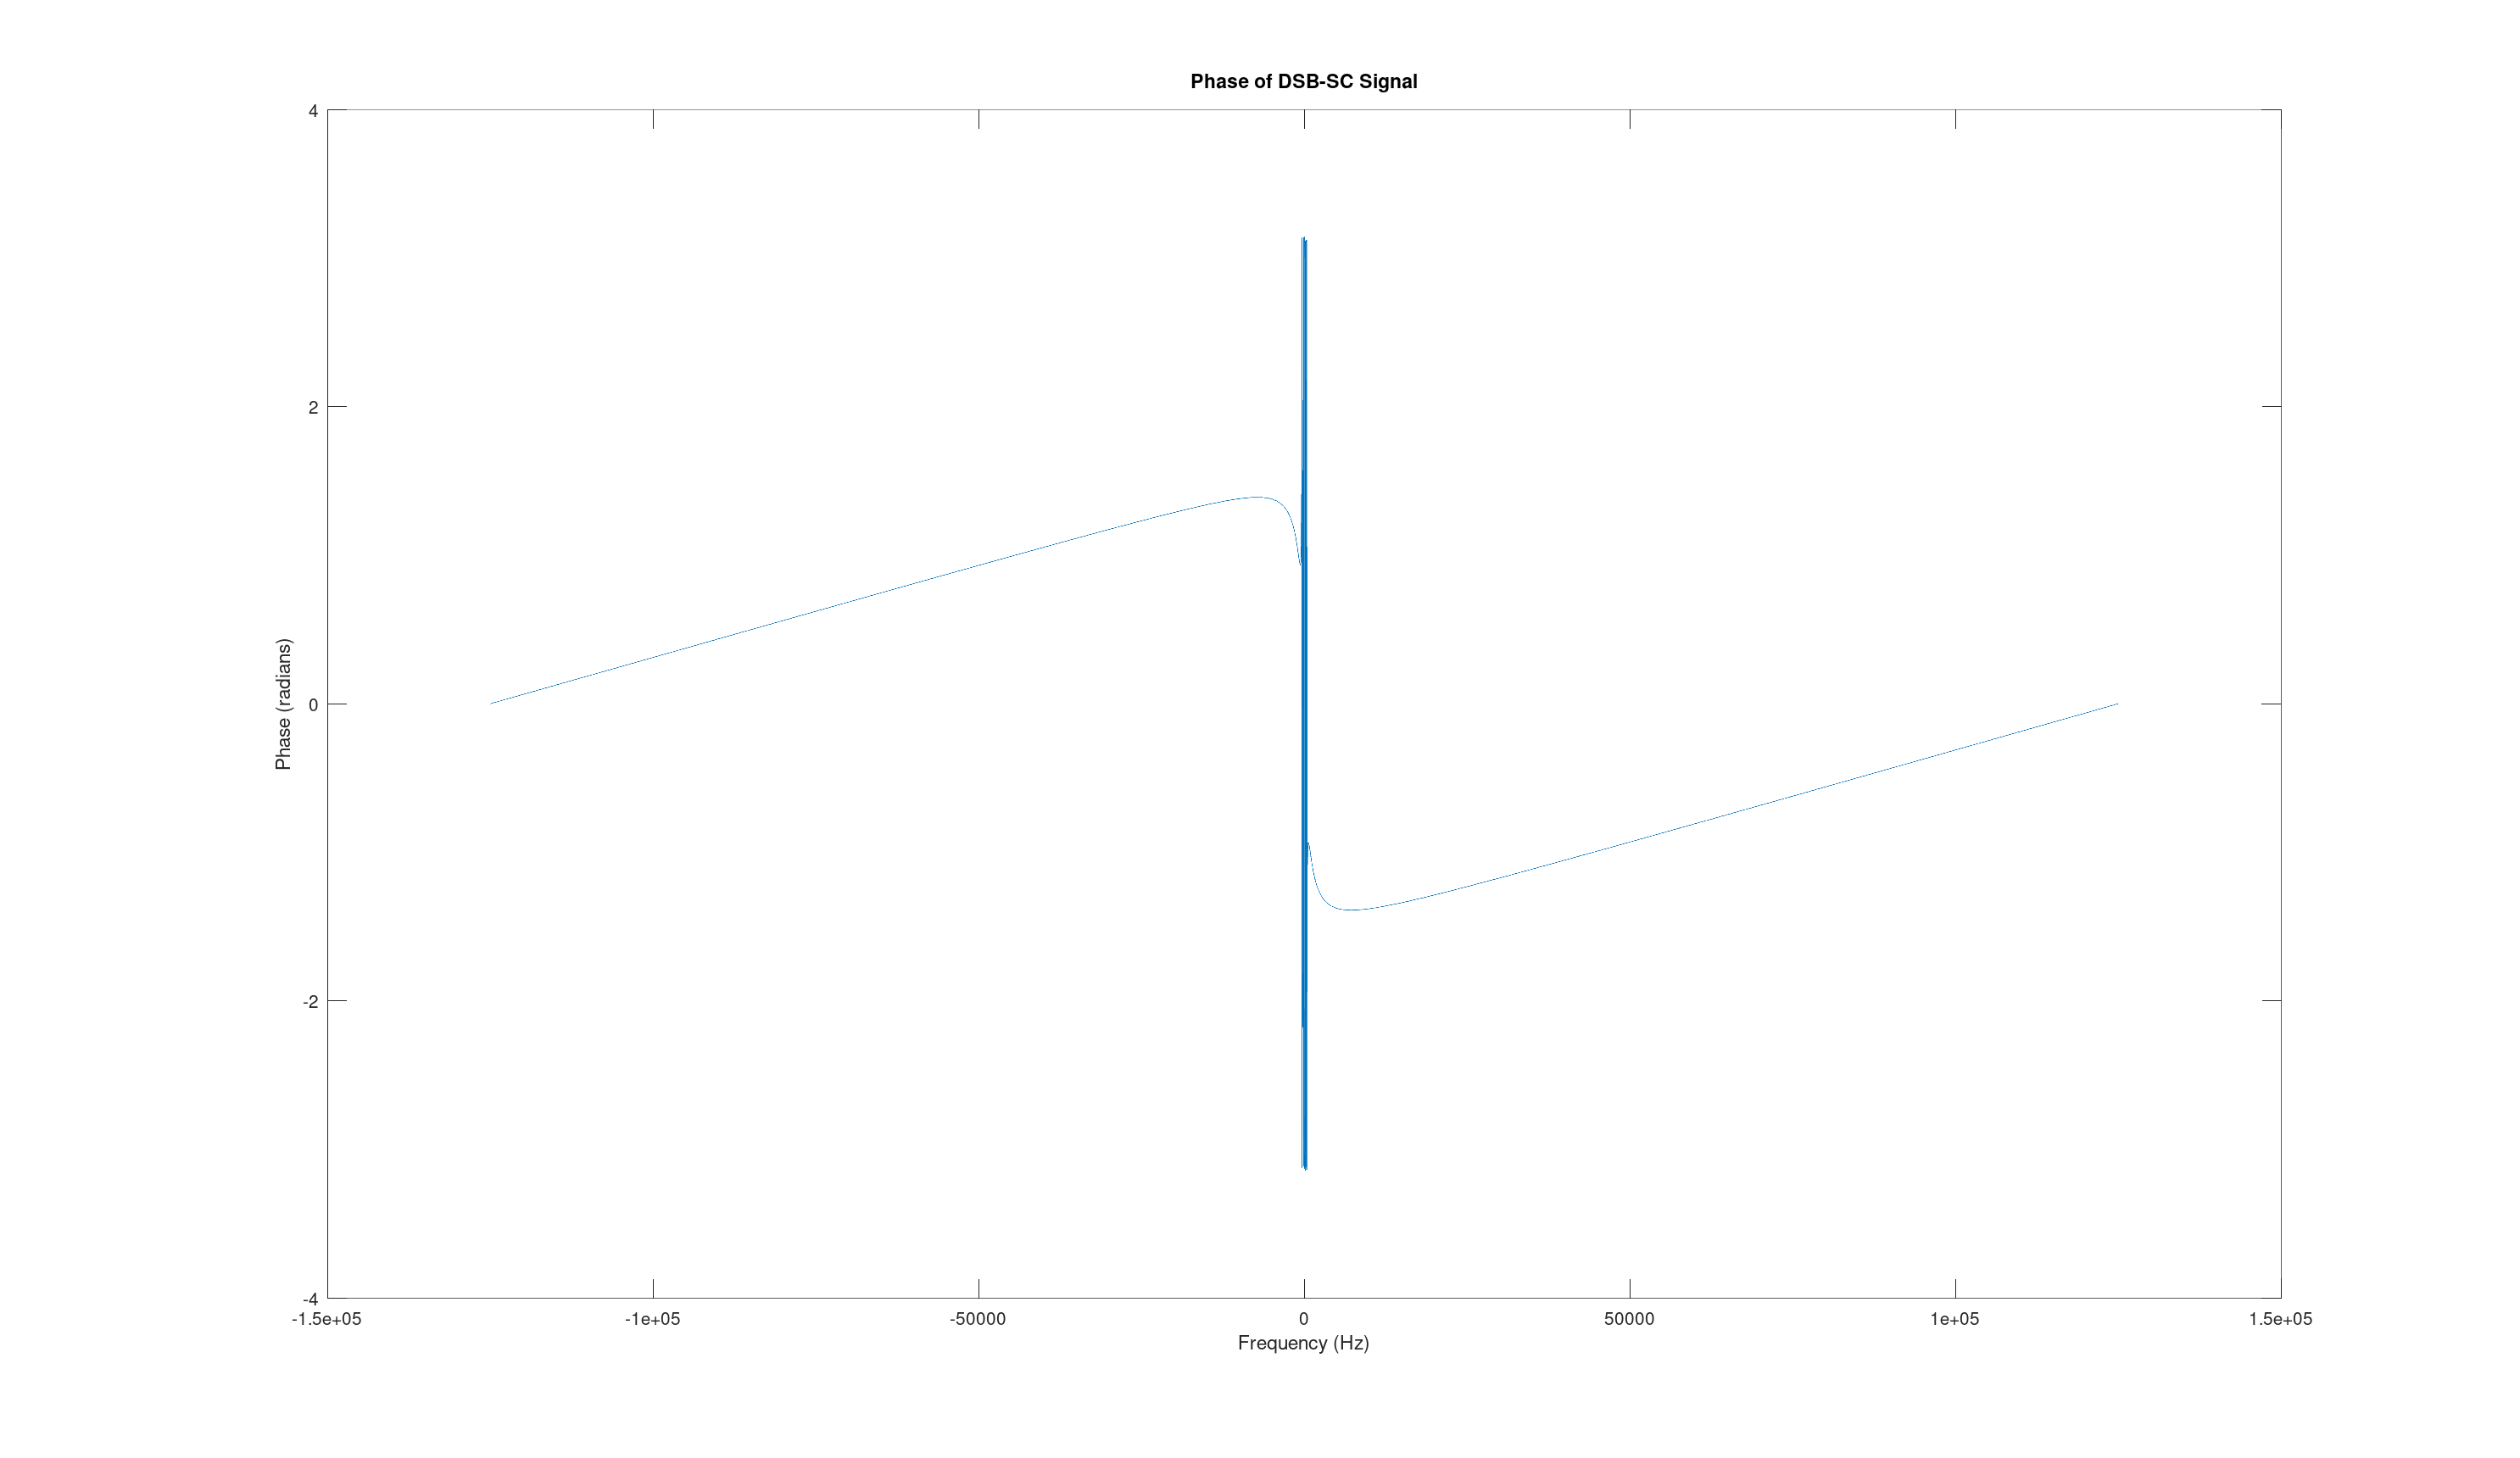 Phase of DSB-SC Signal
4
2
0
-2
-4
Phase (radians)
-1.5e+05 -1e+05 -50000 0 50000 1e+05 1.5e+05
Frequency (Hz)